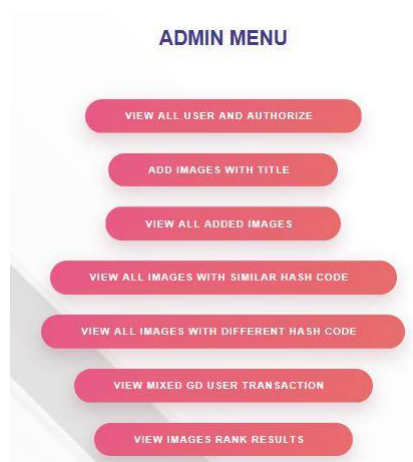 ADMIN MENU
VIEW ALL USER AND AUTHORIZE
ADD IMAGES WITH TITLE
VIEW ALL ADDED IMAGES
VIEW ALL IMAGES WITH SIMILAR HASH CODE
VIEW ALL IMAGES WITH DIFFERENT HASH CODE
VIEW MIXED GD USER TRANSACTION
VIEW IMAGES RANK RESULTS